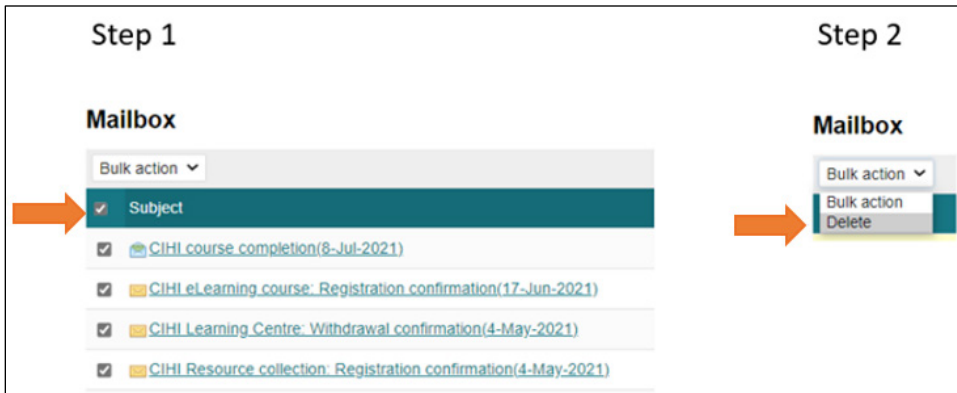 Step 1
Mailbox
Bulk action
Subject
CIHI course completion(8-Jul-2021)
CIHI eLearning course: Registration confirmation(17-Jun-2021)
CIHI Learning Centre: Withdrawal confirmation(4-May-2021)
CIHI Resource collection: Registration confirmation(4-May-2021)
Step 2
Mailbox
Bulk action
Bulk action
Delete